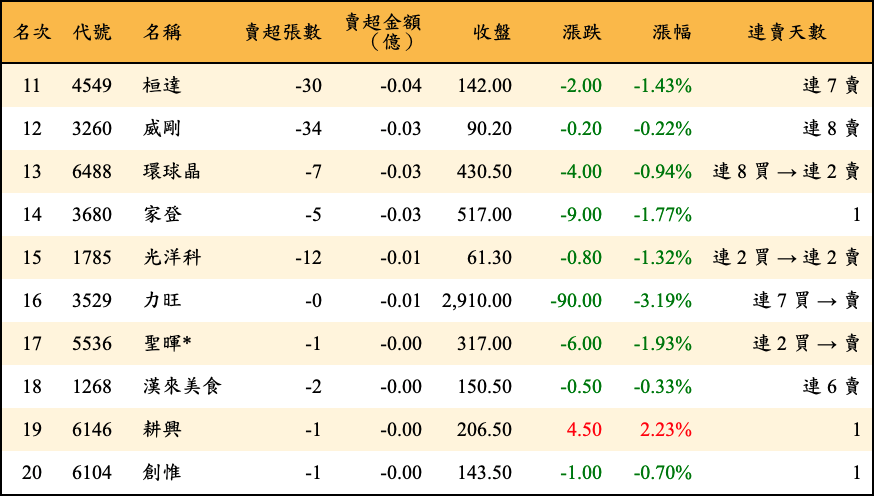 名次 代號 名稱 賣超張數 賣超金額（億） 收盤 漲跌 漲幅 連賣天數
11 4549 桓達 -30 -0.04 142.00 -2.00 -1.43% 連 7 賣
12 3260 威剛 -34 -0.03 90.20 -0.20 -0.22% 連 8 賣
13 6488 環球晶 -7 -0.03 430.50 -4.00 -0.94% 連 8 買 → 連 2 賣
14 3680 家登 -5 -0.03 517.00 -9.00 -1.77% 1
15 1785 光洋科 -12 -0.01 61.30 -0.80 -1.32% 連 2 買 → 連 2 賣
16 3529 力旺 -0 -0.01 2,910.00 -90.00 -3.19% 連 7 買 → 賣
17 5536 聖暉* -1 -0.00 317.00 -6.00 -1.93% 連 2 買 → 賣
18 1268 漢來美食 -2 -0.00 150.50 -0.50 -0.33% 連 6 賣
19 6146 耕興 -1 -0.00 206.50 4.50 2.23% 1
20 6104 創惟 -1 -0.00 143.50 -1.00 -0.70% 1